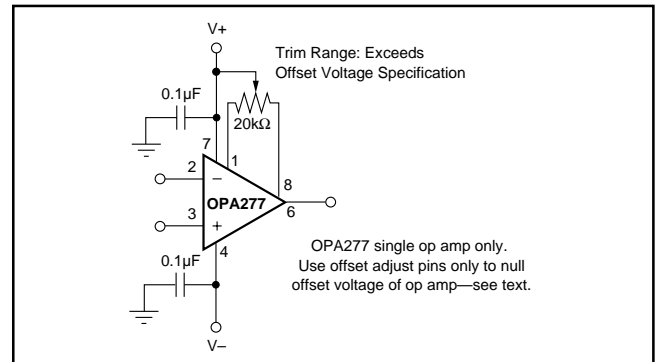 V+
Trim Range: Exceeds
Offset Voltage Specification
0.1µF
20kΩ
7
1
2
−
8
OPA277
6
3
+
4
OPA277 single op amp only.
Use offset adjust pins only to null
offset voltage of op amp—see text.
0.1µF
V−